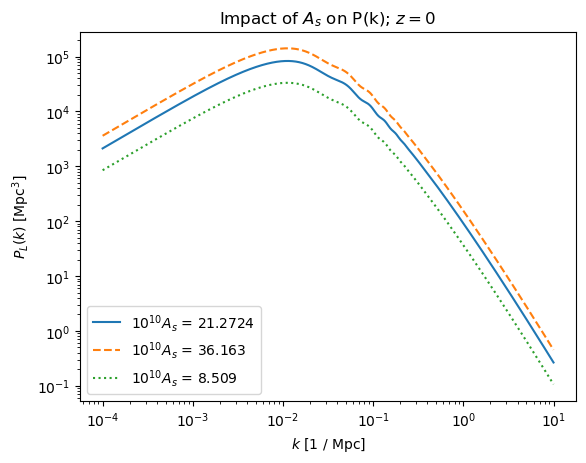 Impact of $A_s$ on P(k); $z = 0$
$P_L(k)$ [Mpc$^3$]
$10^5$
$10^4$
$10^3$
$10^2$
$10^1$
$10^0$
$10^{-1}$
$10^{10}A_s$ = 21.2724
$10^{10}A_s$ = 36.163
$10^{10}A_s$ = 8.509
$10^{-4}$ $10^{-3}$ $10^{-2}$ $10^{-1}$ $10^0$ $10^1$
$k$ [1 / Mpc]